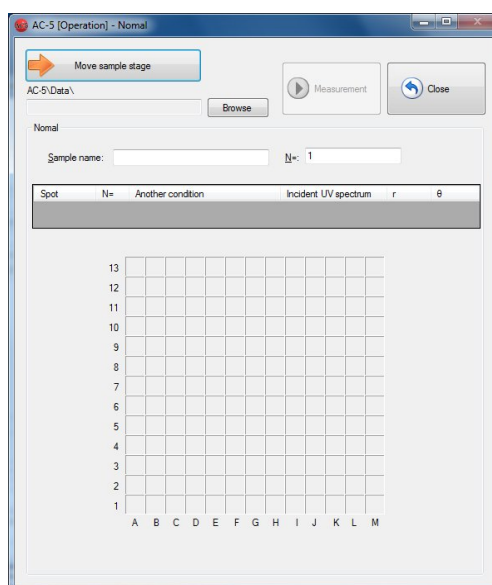 AC-5 [Operation] - Nomal
Move sample stage
Measurement
Close
AC-5\Data\
Browse
Nomal
Sample name:
N=: 1
Spot N= Another condition Incident UV spectrum r θ
13
12
11
10
9
8
7
6
5
4
3
2
1
A B C D E F G H I J K L M